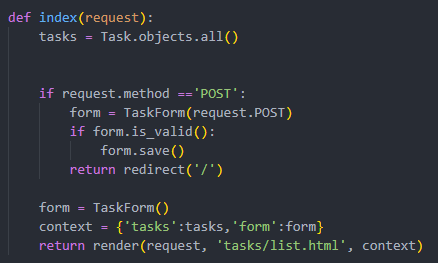 def index(request):
    tasks = Task.objects.all()
    if request.method =='POST':
        form = TaskForm(request.POST)
        if form.is_valid():
            form.save()
        return redirect('/')
    form = TaskForm()
    context = {'tasks':tasks,'form':form}
    return render(request, 'tasks/list.html', context)